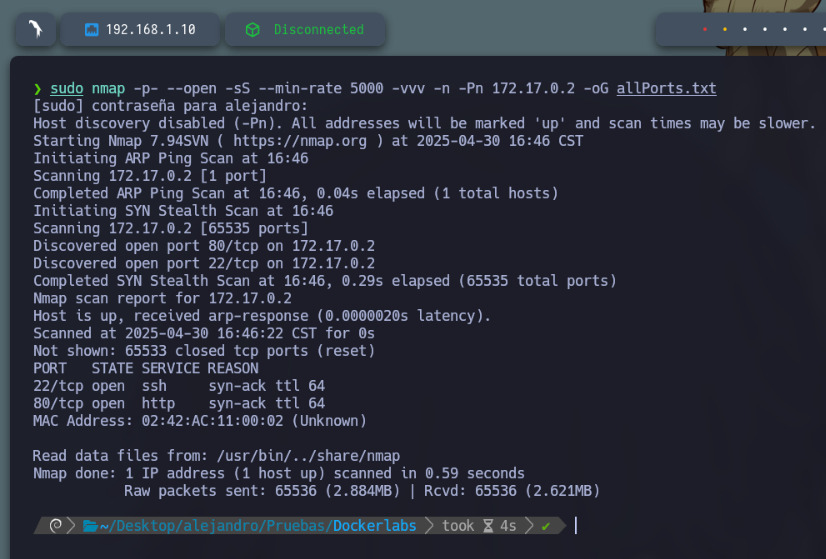 192.168.1.10 Disconnected
❯ sudo nmap -p- --open -sS --min-rate 5000 -vvv -n -Pn 172.17.0.2 -oG allPorts.txt
[sudo] contraseña para alejandro:
Host discovery disabled (-Pn). All addresses will be marked 'up' and scan times may be slower.
Starting Nmap 7.94SVN ( https://nmap.org ) at 2025-04-30 16:46 CST
Initiating ARP Ping Scan at 16:46
Scanning 172.17.0.2 [1 port]
Completed ARP Ping Scan at 16:46, 0.04s elapsed (1 total hosts)
Initiating SYN Stealth Scan at 16:46
Scanning 172.17.0.2 [65535 ports]
Discovered open port 80/tcp on 172.17.0.2
Discovered open port 22/tcp on 172.17.0.2
Completed SYN Stealth Scan at 16:46, 0.29s elapsed (65535 total ports)
Nmap scan report for 172.17.0.2
Host is up, received arp-response (0.0000020s latency).
Scanned at 2025-04-30 16:46:22 CST for 0s
Not shown: 65533 closed tcp ports (reset)
PORT   STATE SERVICE REASON
22/tcp open  ssh     syn-ack ttl 64
80/tcp open  http    syn-ack ttl 64
MAC Address: 02:42:AC:11:00:02 (Unknown)
Read data files from: /usr/bin/../share/nmap
Nmap done: 1 IP address (1 host up) scanned in 0.59 seconds
Raw packets sent: 65536 (2.884MB) | Rcvd: 65536 (2.621MB)
~/Desktop/alejandro/Pruebas/Dockerlabs took 4s ✔